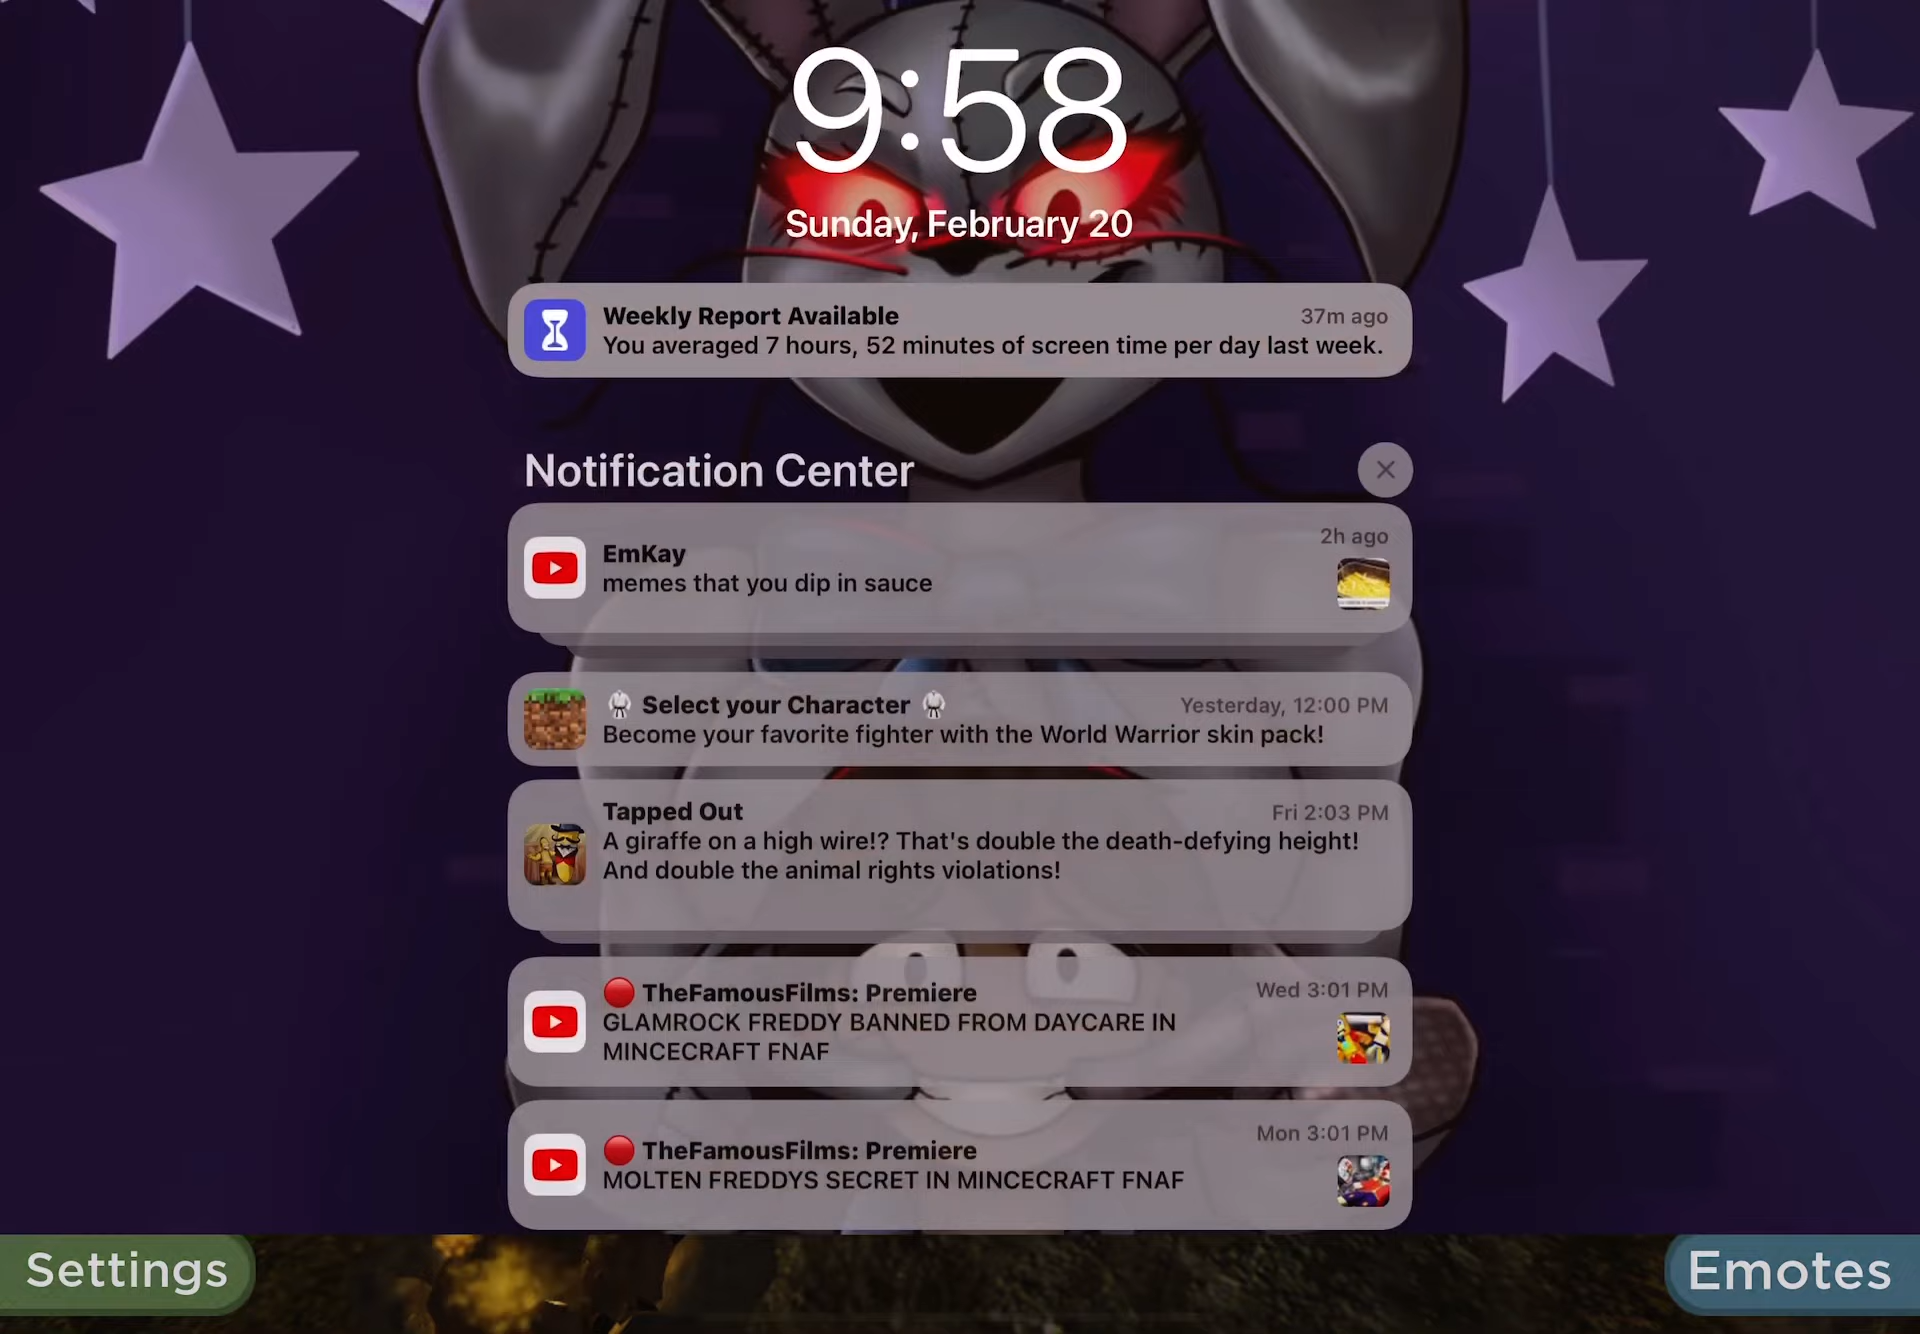 9:58
Sunday, February 20
Weekly Report Available 37m ago
You averaged 7 hours, 52 minutes of screen time per day last week.
Notification Center
2h ago
EmKay
memes that you dip in sauce
🥋 Select your Character 🥋 Yesterday, 12:00 PM
Become your favorite fighter with the World Warrior skin pack!
Tapped Out Fri 2:03 PM
A giraffe on a high wire!? That's double the death-defying height!
And double the animal rights violations!
🔴 TheFamousFilms: Premiere Wed 3:01 PM
GLAMROCK FREDDY BANNED FROM DAYCARE IN
MINCECRAFT FNAF
Mon 3:01 PM
🔴 TheFamousFilms: Premiere
MOLTEN FREDDYS SECRET IN MINCECRAFT FNAF
Settings
Emotes